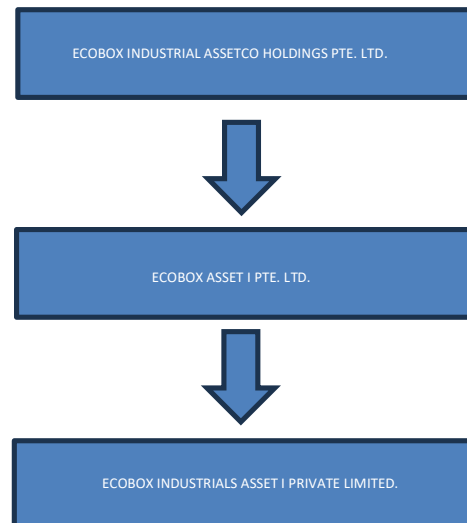 ECOBOX INDUSTRIAL ASSETCO HOLDINGS PTE. LTD.
ECOBOX ASSET I PTE. LTD.
ECOBOX INDUSTRIALS ASSET I PRIVATE LIMITED.